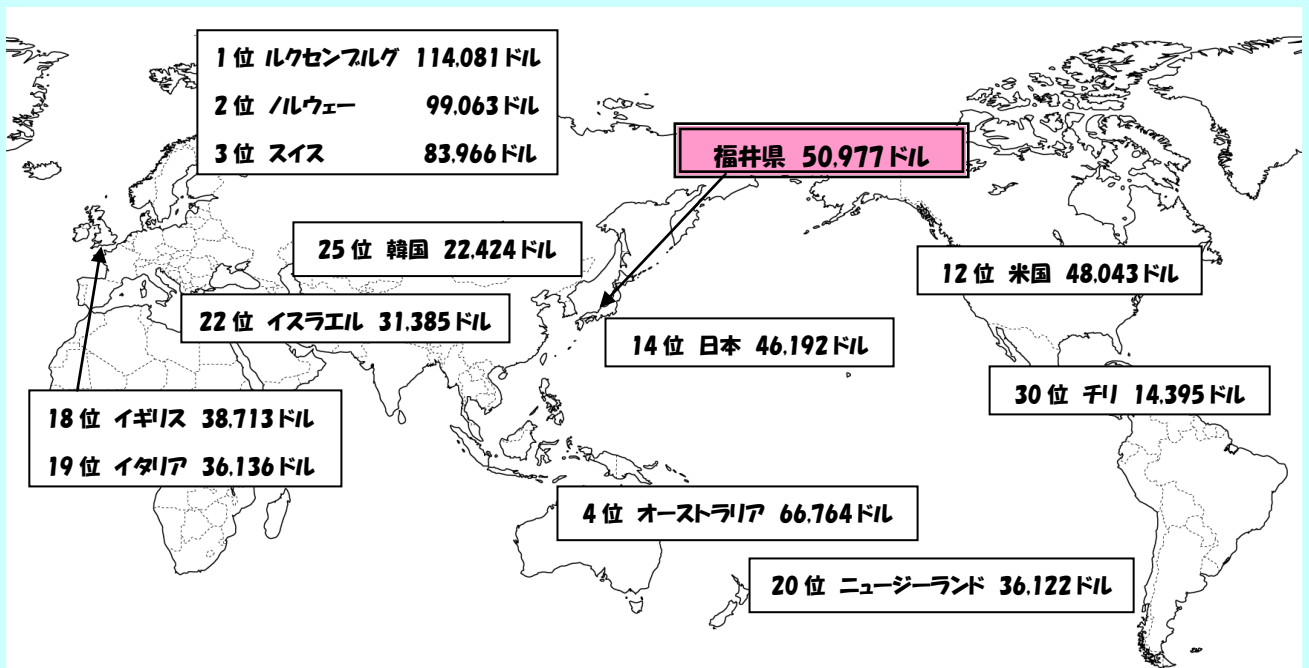 1位 ルクセンブルグ 114,081ドル
2位 ノルウェー 99,063ドル
3位 スイス 83,966ドル
福井県 50,977ドル
25位 韓国 22,424ドル
12位 米国 48,043ドル
22位 イスラエル 31,385ドル
14位 日本 46,192ドル
30位 チリ 14,395ドル
18位 イギリス 38,713ドル
19位 イタリア 36,136ドル
4位 オーストラリア 66,764ドル
20位 ニュージーランド 36,122ドル